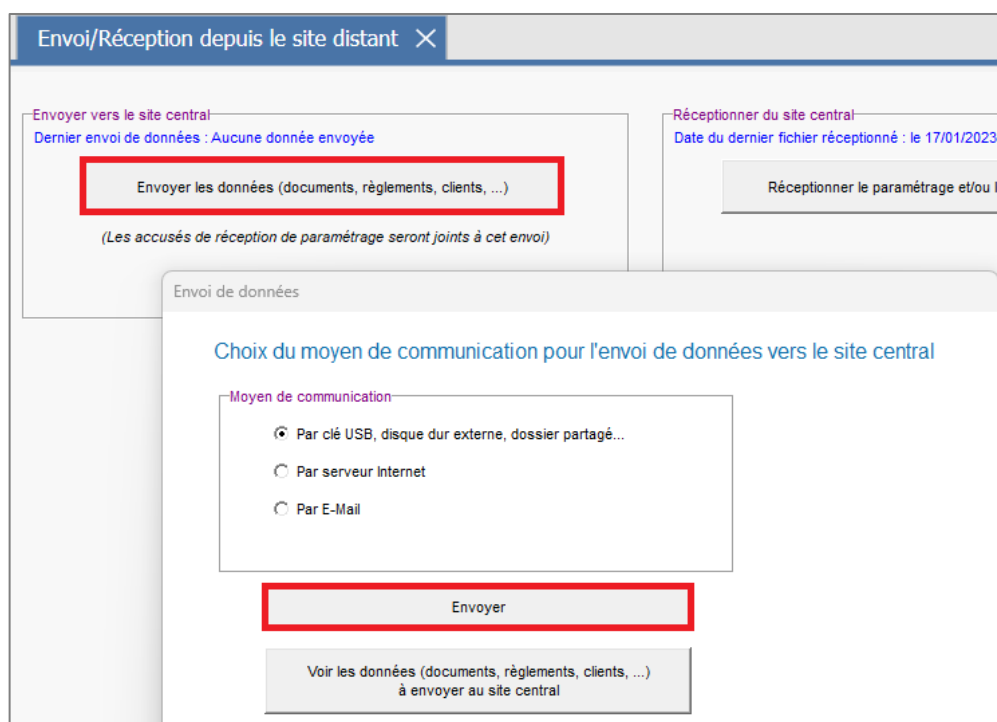 Envoi/Réception depuis le site distant
Envoyer vers le site central
Dernier envoi de données : Aucune donnée envoyée
Envoyer les données (documents, règlements, clients, ...)
(Les accusés de réception de paramétrage seront joints à cet envoi)
Réceptionner du site central
Date du dernier fichier réceptionné : le 17/01/2023
Réceptionner le paramétrage et/ou
Envoi de données
Choix du moyen de communication pour l'envoi de données vers le site central
Moyen de communication
Par clé USB, disque dur externe, dossier partagé...
Par serveur Internet
Par E-Mail
Envoyer
Voir les données (documents, règlements, clients, ...)
à envoyer au site central